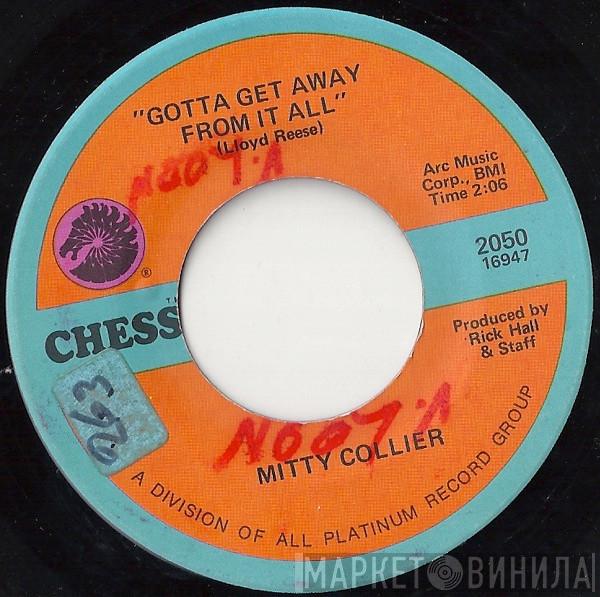 "GOTTA GET AWAY
FROM IT ALL"
(Lloyd Reese)
Arc Music
Corp., BMI
Time 2:06
2050
16947
®
CHESS
Produced by
Rick Hall
& Staff
MITTY COLLIER
A DIVISION OF ALL PLATINUM RECORD GROUP
МАРКЕТ ВИНИЛА